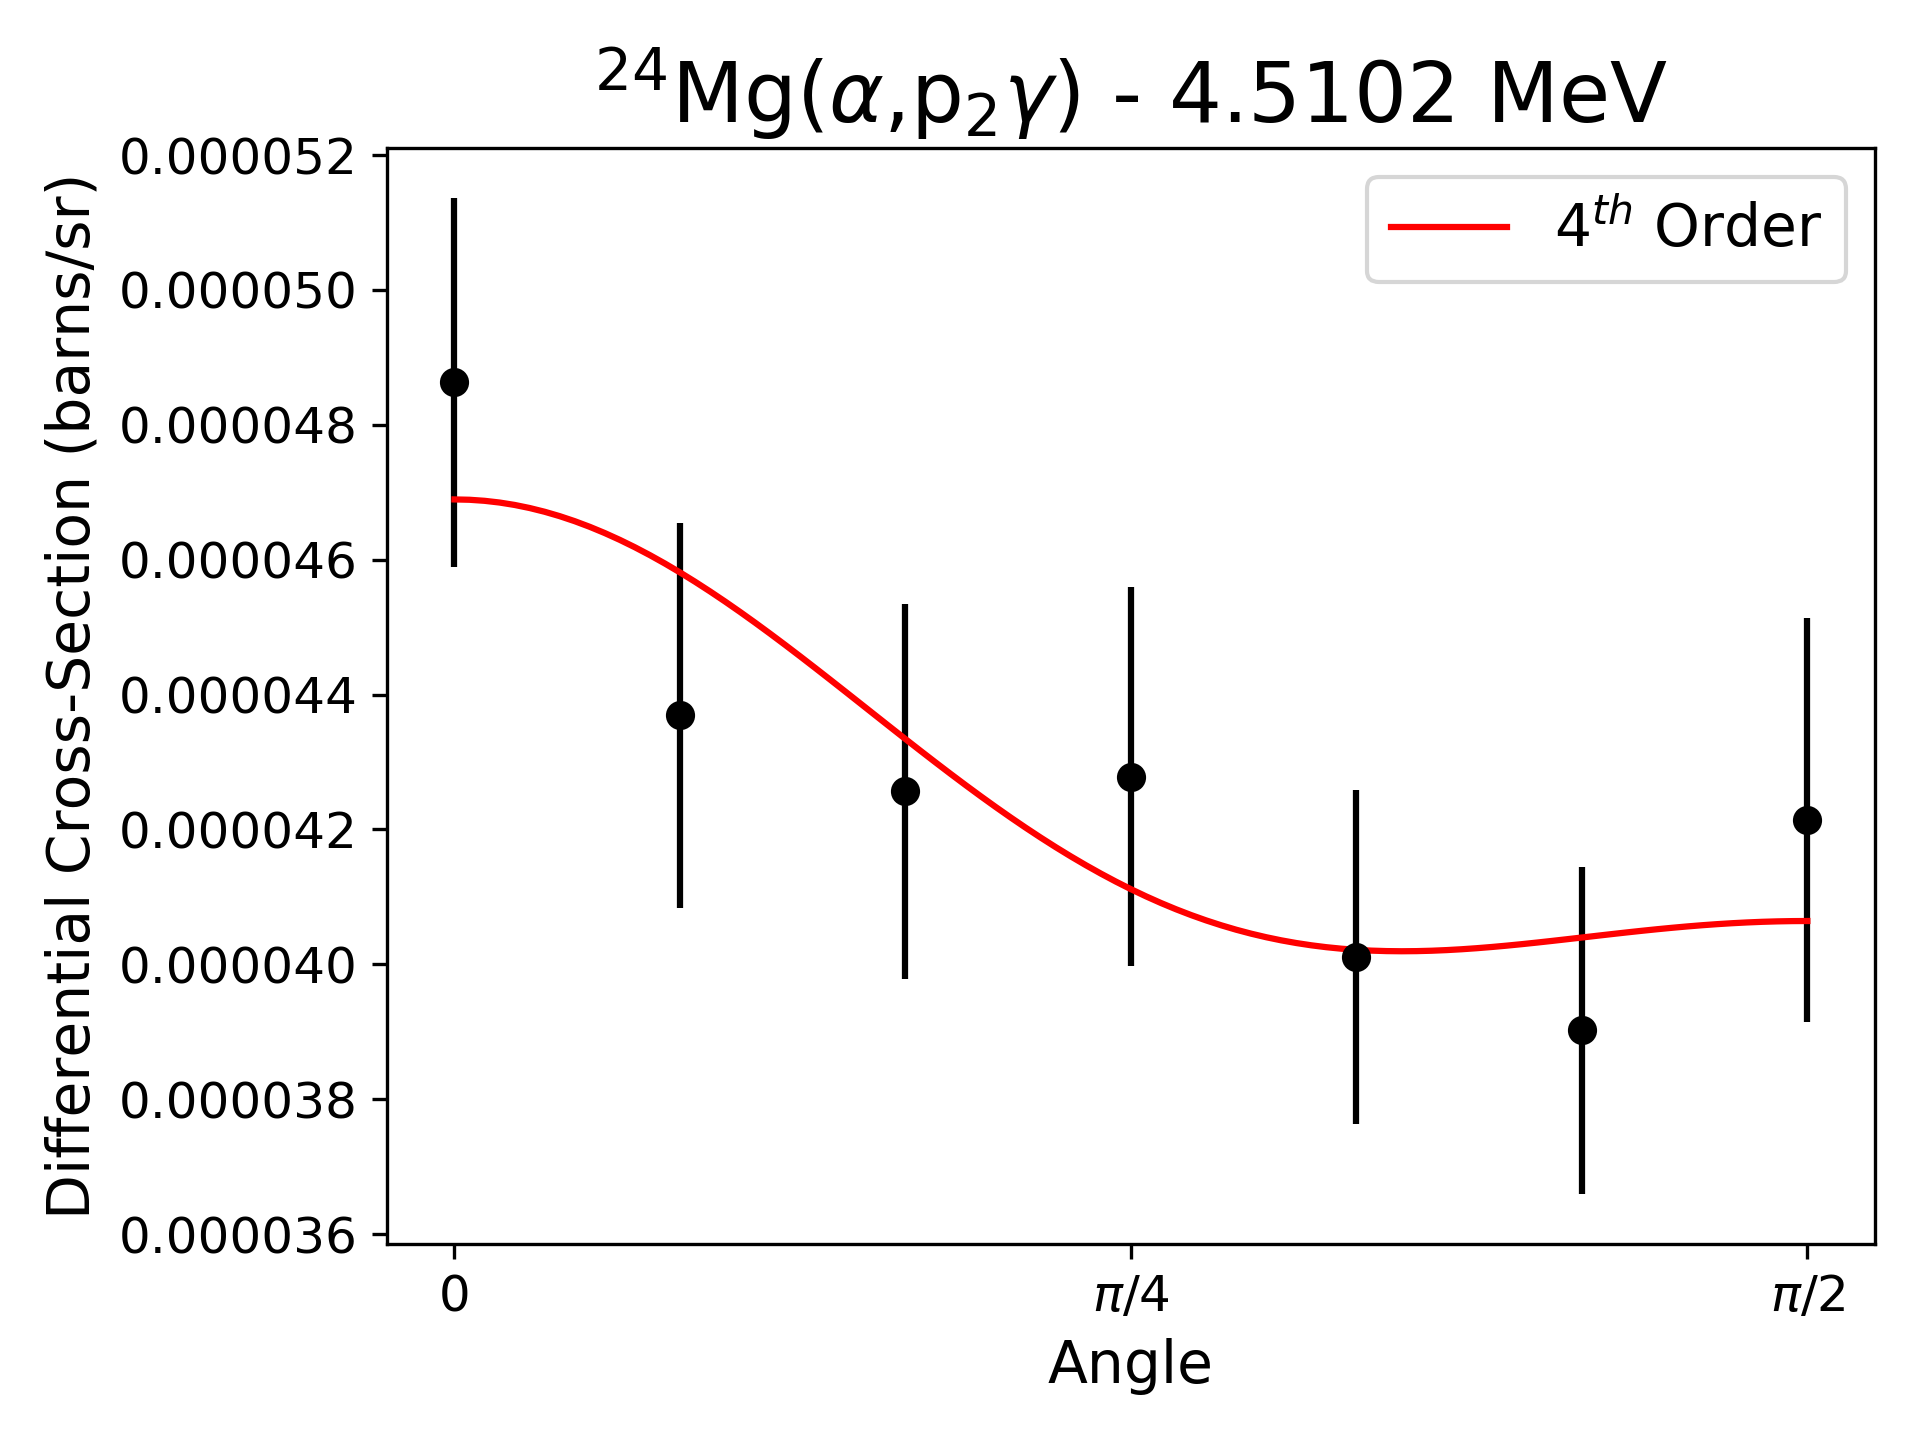 ²⁴Mg(α,p₂γ) - 4.5102 MeV
4ᵗʰ Order
Differential Cross-Section (barns/sr)
0.000052
0.000050
0.000048
0.000046
0.000044
0.000042
0.000040
0.000038
0.000036
0 π/4 π/2
Angle